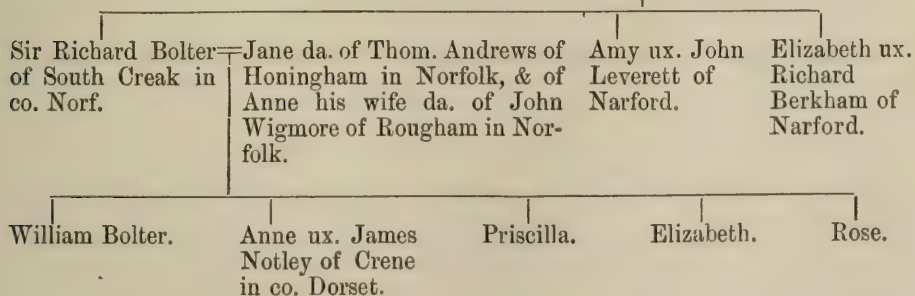 Sir Richard Bolter=Jane da. of Thom. Andrews of
of South Creak in
co. Norf.
Honingham in Norfolk, & of
Anne his wife da. of John
Wigmore of Rougham in Nor-
folk.
Amy ux. John
Leverett of
Narford.
Elizabeth ux.
Richard
Berkham of
Narford.
William Bolter.
Anne ux. James
Notley of Crene
in co. Dorset.
Priscilla.
Elizabeth.
Rose.